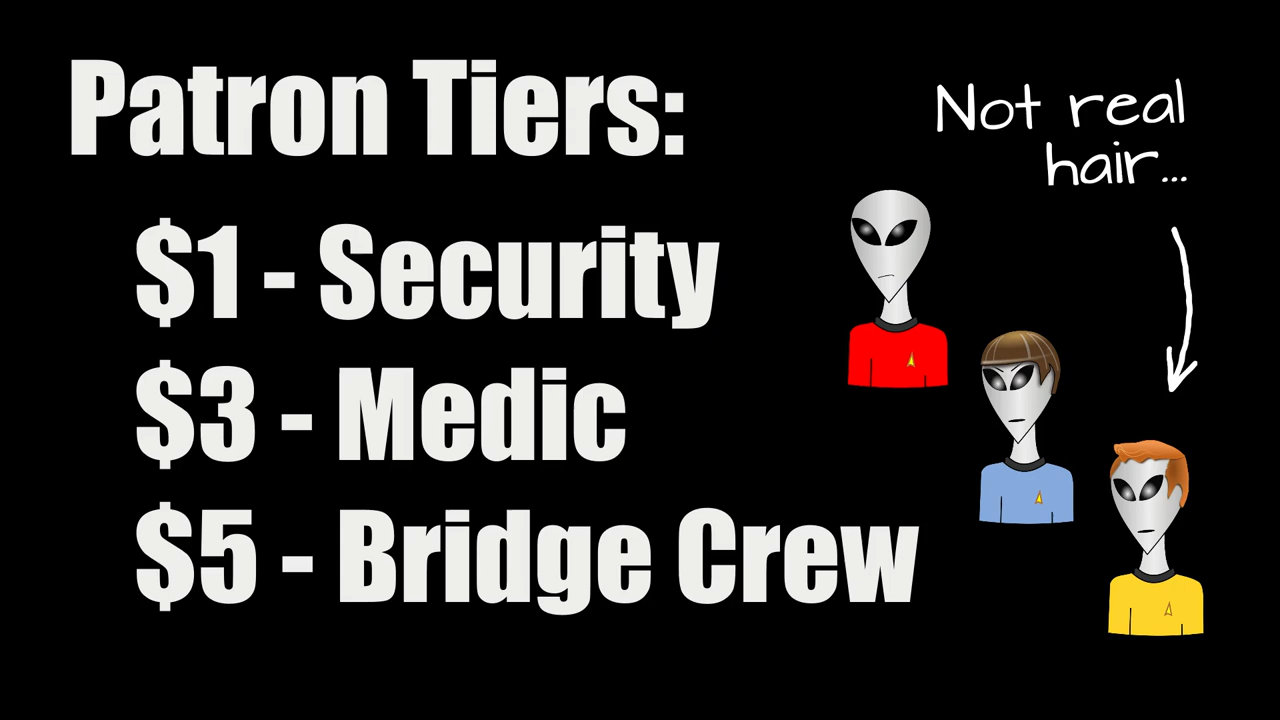 Patron Tiers:
$1 - Security
$3 - Medic
$5 - Bridge Crew
Not real
hair...